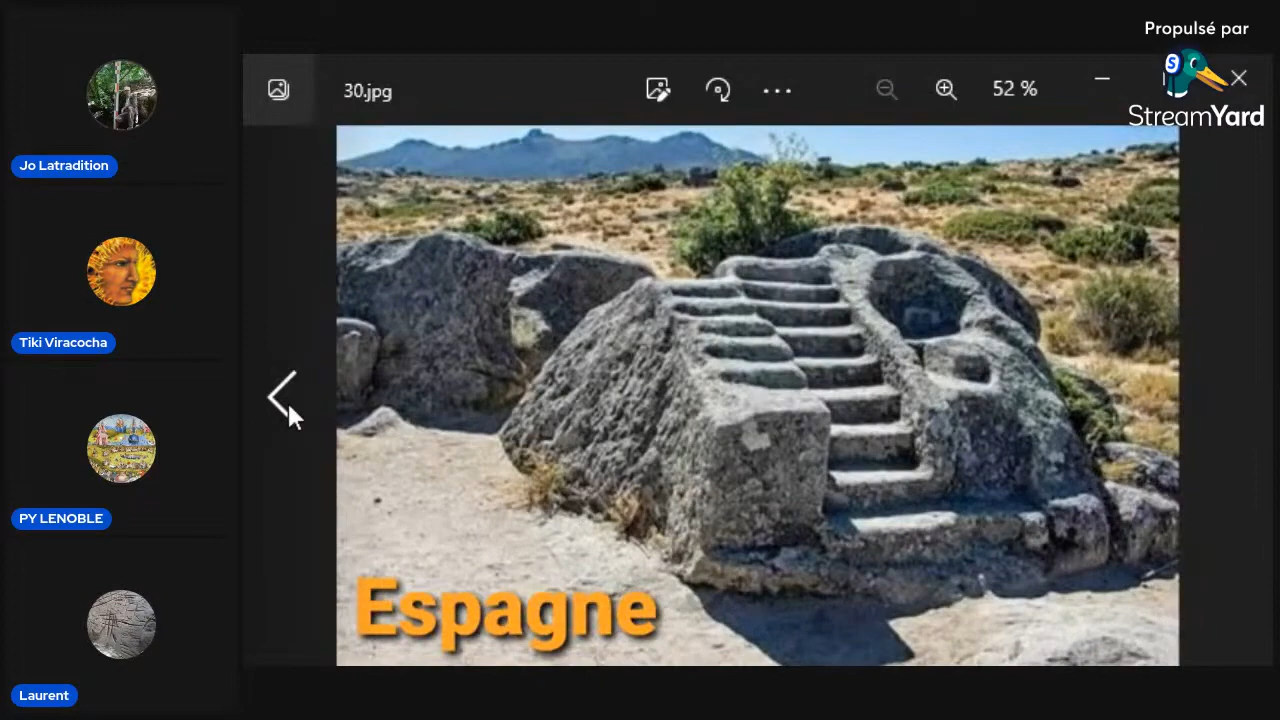 Propulsé par
StreamYard
30.jpg
52 %
Jo Latradition
Tiki Viracocha
PY LENOBLE
Laurent
Espagne